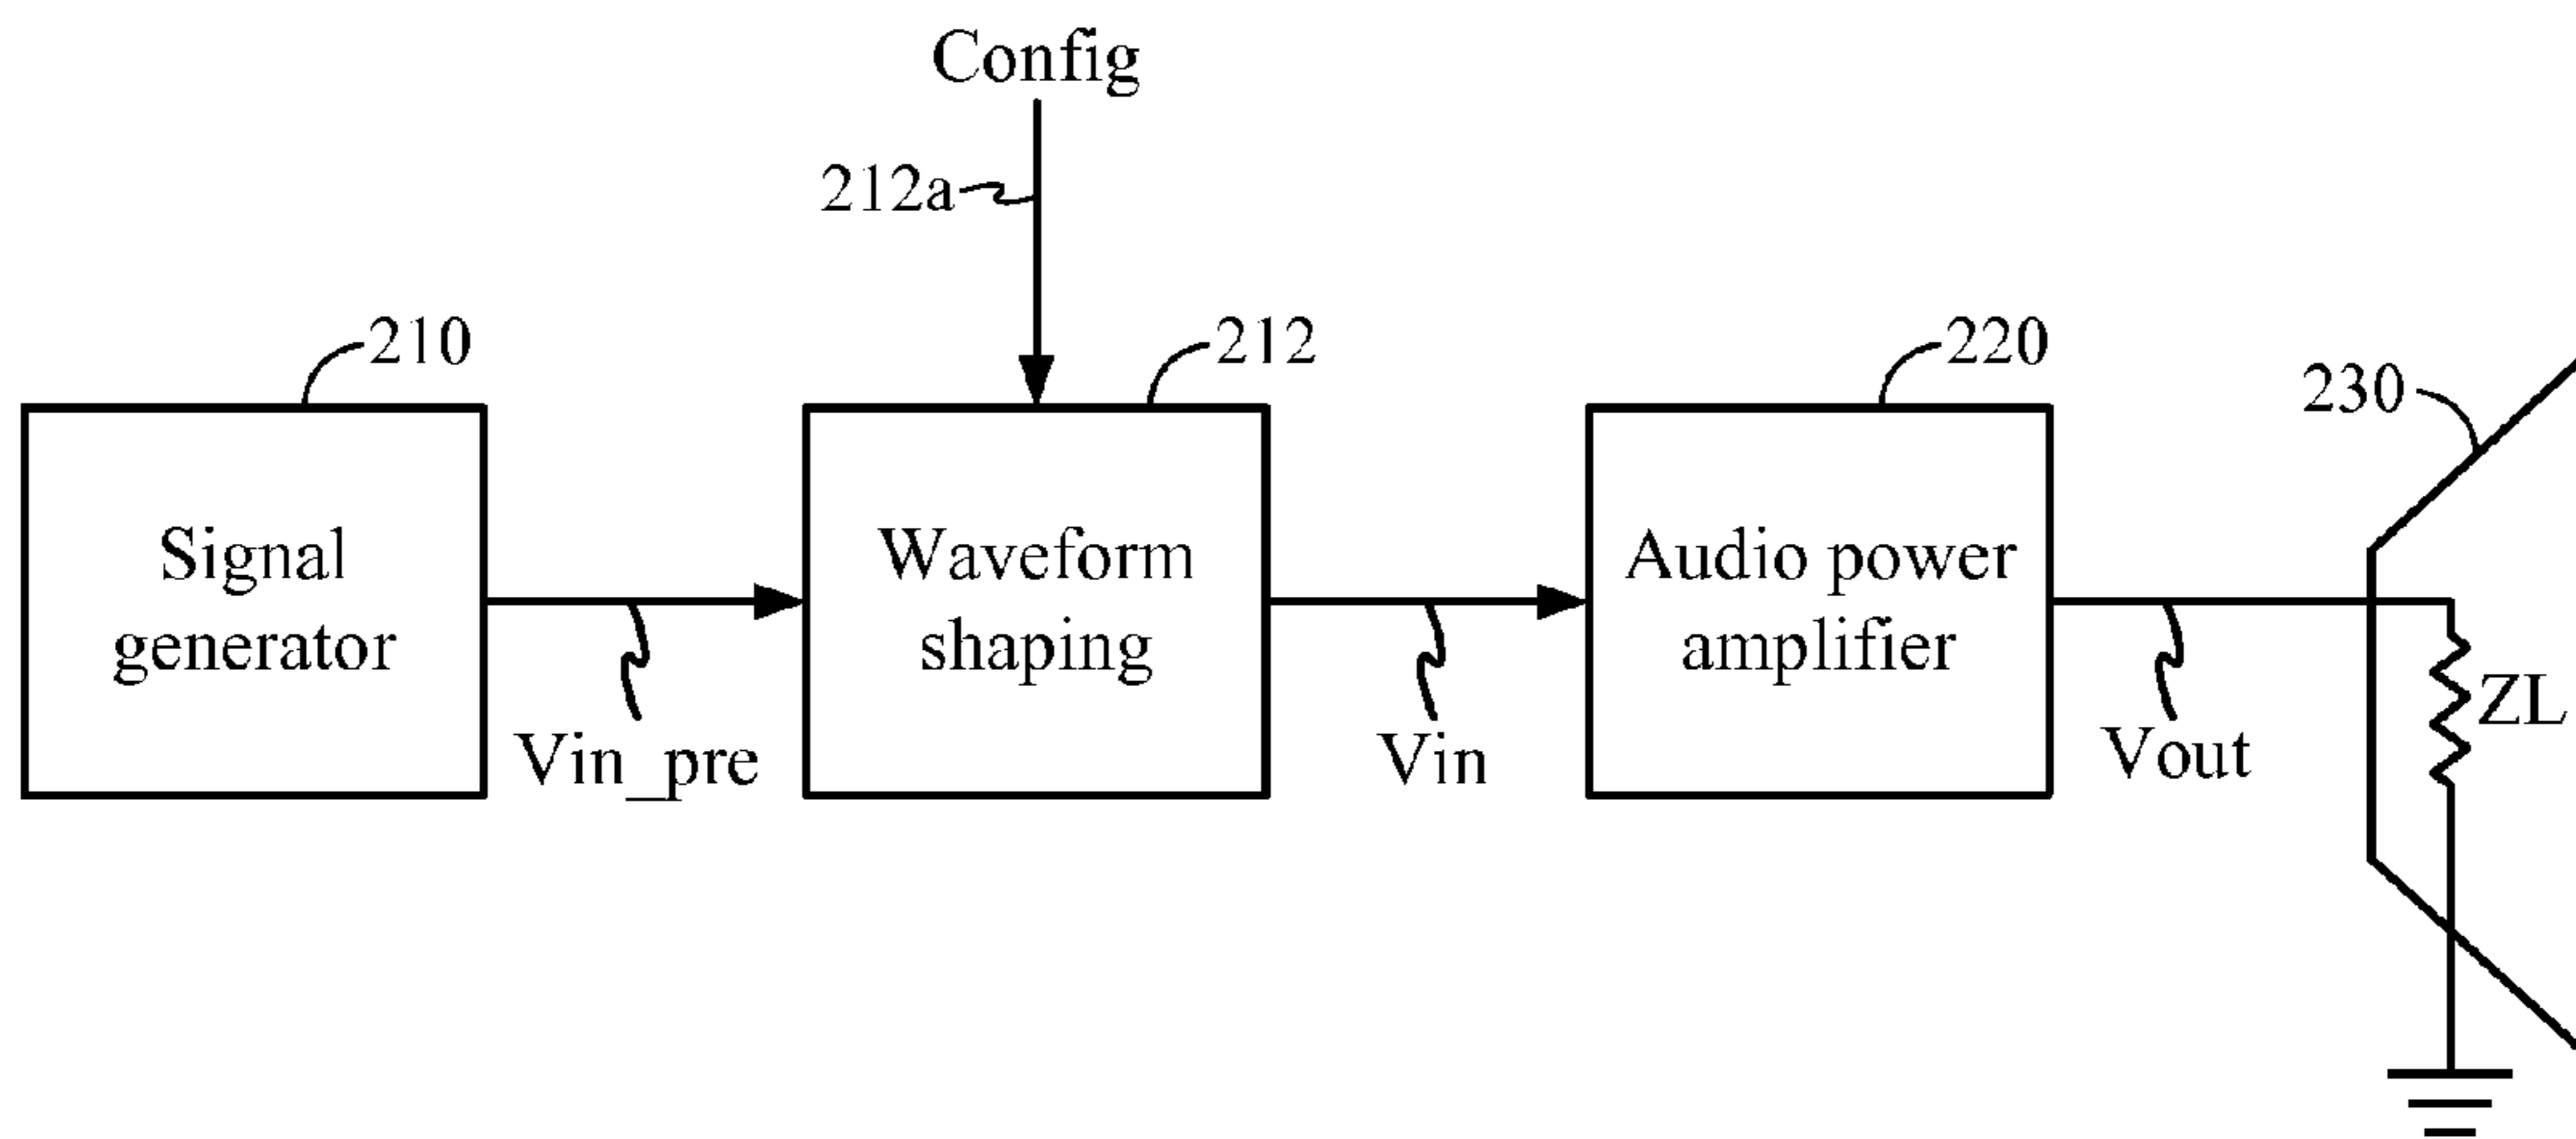 Config
212a
210
212
220
230
Signal
generator
Waveform
shaping
Audio power
amplifier
Vin_pre
Vin
Vout
ZL